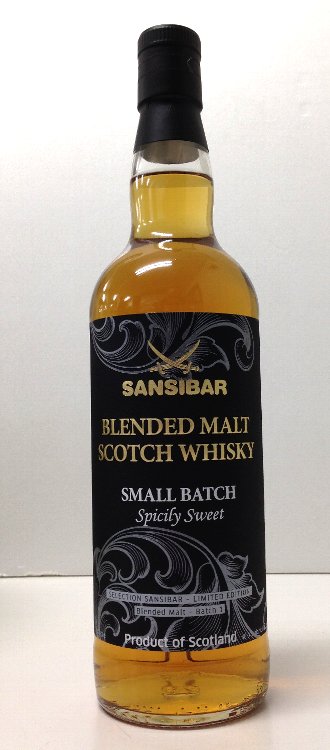 SANSIBAR
BLENDED MALT
SCOTCH WHISKY
SMALL BATCH
Spicily Sweet
SELECTION SANSIBAR - LIMITED EDITION
Blended Malt - Batch 1
Product of Scotland